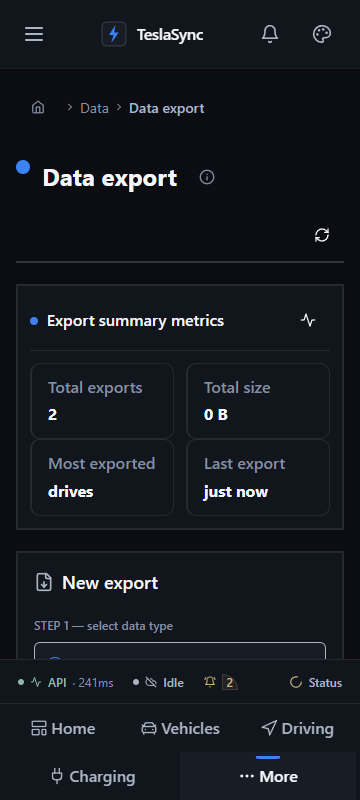 TeslaSync
Data
Data export
Data export
Export summary metrics
Total exports
2
Total size
0 B
Most exported
drives
Last export
just now
New export
STEP 1 — select data type
API · 241ms
Idle
2
Status
Home
Vehicles
Driving
Charging
More